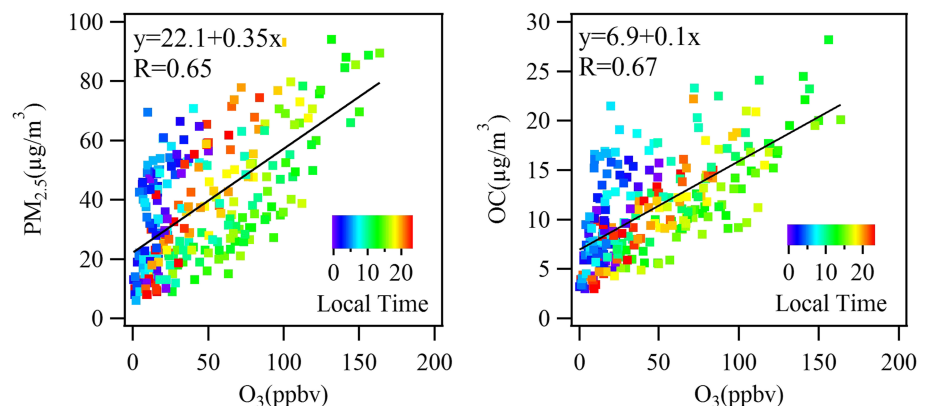 100
80
60
40
20
0
PM2.5(μg/m3)
y=22.1+0.35x
R=0.65
0 10 20
Local Time
0 50 100 150 200
O3(ppbv)
30
25
20
15
10
5
0
OC(μg/m3)
y=6.9+0.1x
R=0.67
0 10 20
Local Time
0 50 100 150 200
O3(ppbv)